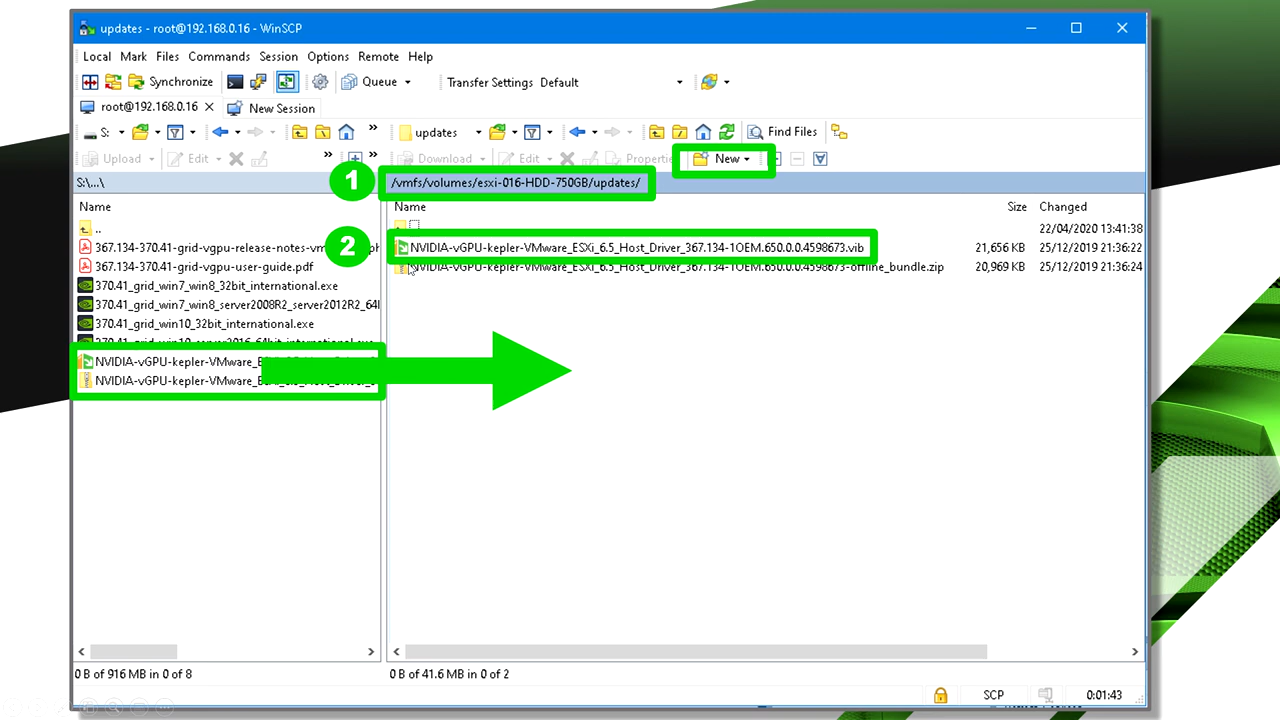 updates - root@192.168.0.16 - WinSCP
Local Mark Files Commands Session Options Remote Help
Synchronize Queue Transfer Settings Default
root@192.168.0.16 New Session
S: updates Find Files
Upload Edit Download Edit New
1
S:\...\ /vmfs/volumes/esxi-016-HDD-750GB/updates/
Name Name Size Changed
.. 22/04/2020 13:41:38
2
367.134-370.41-grid-vgpu-release-notes-vm NVIDIA-vGPU-kepler-VMware_ESXi_6.5_Host_Driver_367.134-1OEM.650.0.0.4598673.vib 21,656 KB 25/12/2019 21:36:22
367.134-370.41-grid-vgpu-user-guide.pdf NVIDIA-vGPU-kepler-VMware_ESXi_6.5_Host_Driver_367.134-1OEM.650.0.0.4598673-offline_bundle.zip 20,969 KB 25/12/2019 21:36:24
370.41_grid_win7_win8_32bit_international.exe
370.41_grid_win7_win8_server2008R2_server2012R2_64
370.41_grid_win10_32bit_international.exe
370.41_grid_win10_server2016_64bit_international.exe
NVIDIA-vGPU-kepler-VMware_
NVIDIA-vGPU-kepler-VMware_
0 B of 916 MB in 0 of 8 0 B of 41.6 MB in 0 of 2
SCP 0:01:43